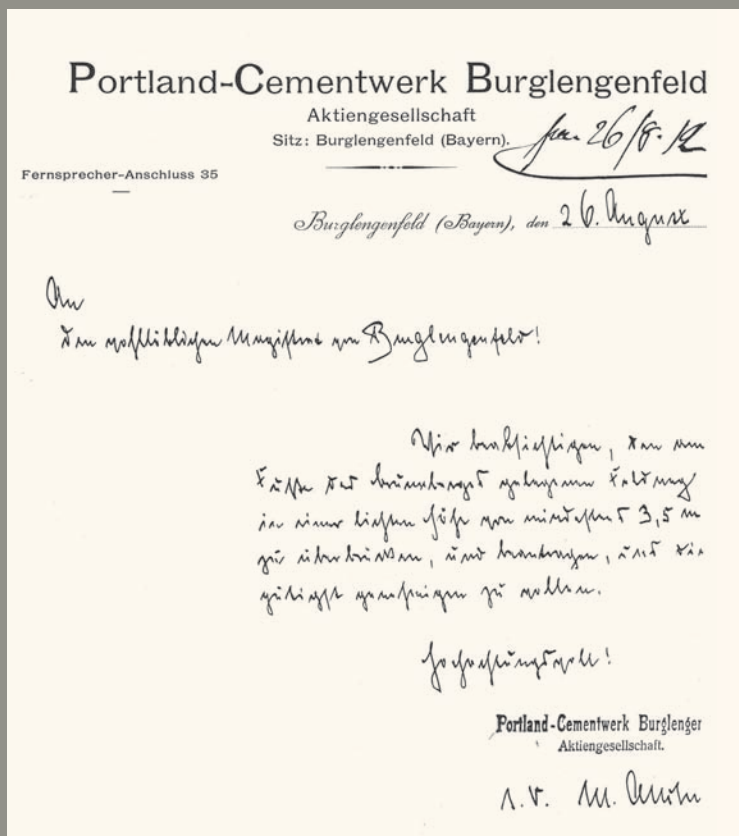 Portland-Cementwerk Burglengenfeld
Aktiengesellschaft
Sitz: Burglengenfeld (Bayern).
26/8.12
Fernsprecher-Anschluss 35
Burglengenfeld (Bayern), den 26. August
An
den wohllöblichen Magistrat von Burglengenfeld!
Wir beabsichtigen, den am
Fusse des gelegenen Feldweg
in einer lichten Höhe von mindestens 3,5 m
zu überbrücken, und beantragen, uns dies
gütigst genehmigen zu wollen.
Hochachtungsvoll!
Portland-Cementwerk Burglenger
Aktiengesellschaft.
M.